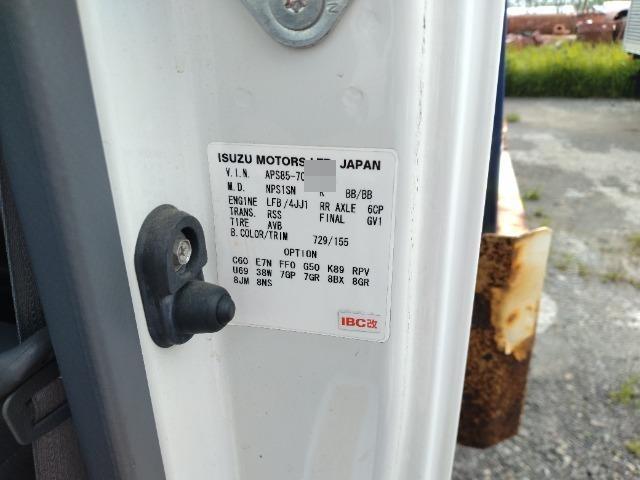 ISUZU MOTORS LTD. JAPAN
V.I.N. APS85-70
M.D. NPS1SN K BB/BB
ENGINE LFB/4JJ1 RR AXLE 6CP
TRANS. RSS FINAL GV1
TIRE AVB
B.COLOR/TRIM 729/155
OPTION
C60 E7N FF0 G50 K89 RPV
U69 38W 7GP 7GR 8BX 8GR
8JM 8NS
IBC改